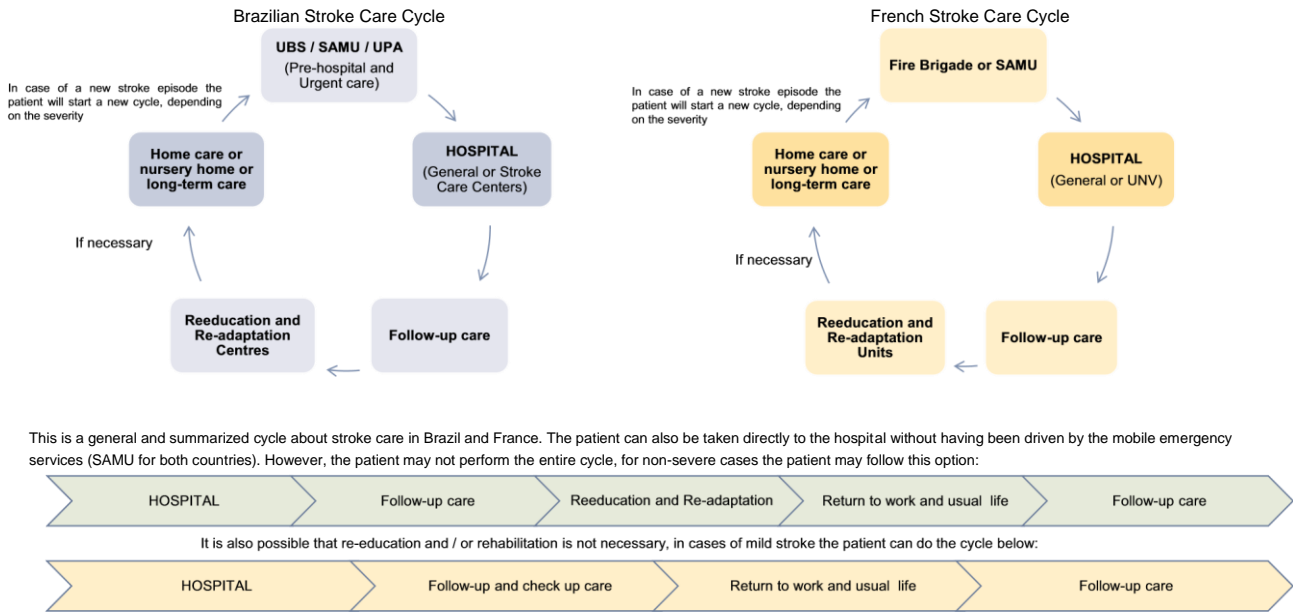 Brazilian Stroke Care Cycle
UBS / SAMU / UPA
(Pre-hospital and
Urgent care)
In case of a new stroke episode the
patient will start a new cycle, depending
on the severity
Home care or
nursery home or
long-term care
HOSPITAL
(General or Stroke
Care Centers)
If necessary
Reeducation and
Re-adaptation
Centres
Follow-up care
French Stroke Care Cycle
Fire Brigade or SAMU
In case of a new stroke episode the
patient will start a new cycle, depending
on the severity
Home care or
nursery home or
long-term care
HOSPITAL
(General or UNV)
If necessary
Reeducation and
Re-adaptation
Units
Follow-up care
This is a general and summarized cycle about stroke care in Brazil and France. The patient can also be taken directly to the hospital without having been driven by the mobile emergency
services (SAMU for both countries). However, the patient may not perform the entire cycle, for non-severe cases the patient may follow this option:
HOSPITAL
Follow-up care
Reeducation and Re-adaptation
Return to work and usual life
Follow-up care
It is also possible that re-education and / or rehabilitation is not necessary, in cases of mild stroke the patient can do the cycle below:
HOSPITAL
Follow-up and check up care
Return to work and usual life
Follow-up care